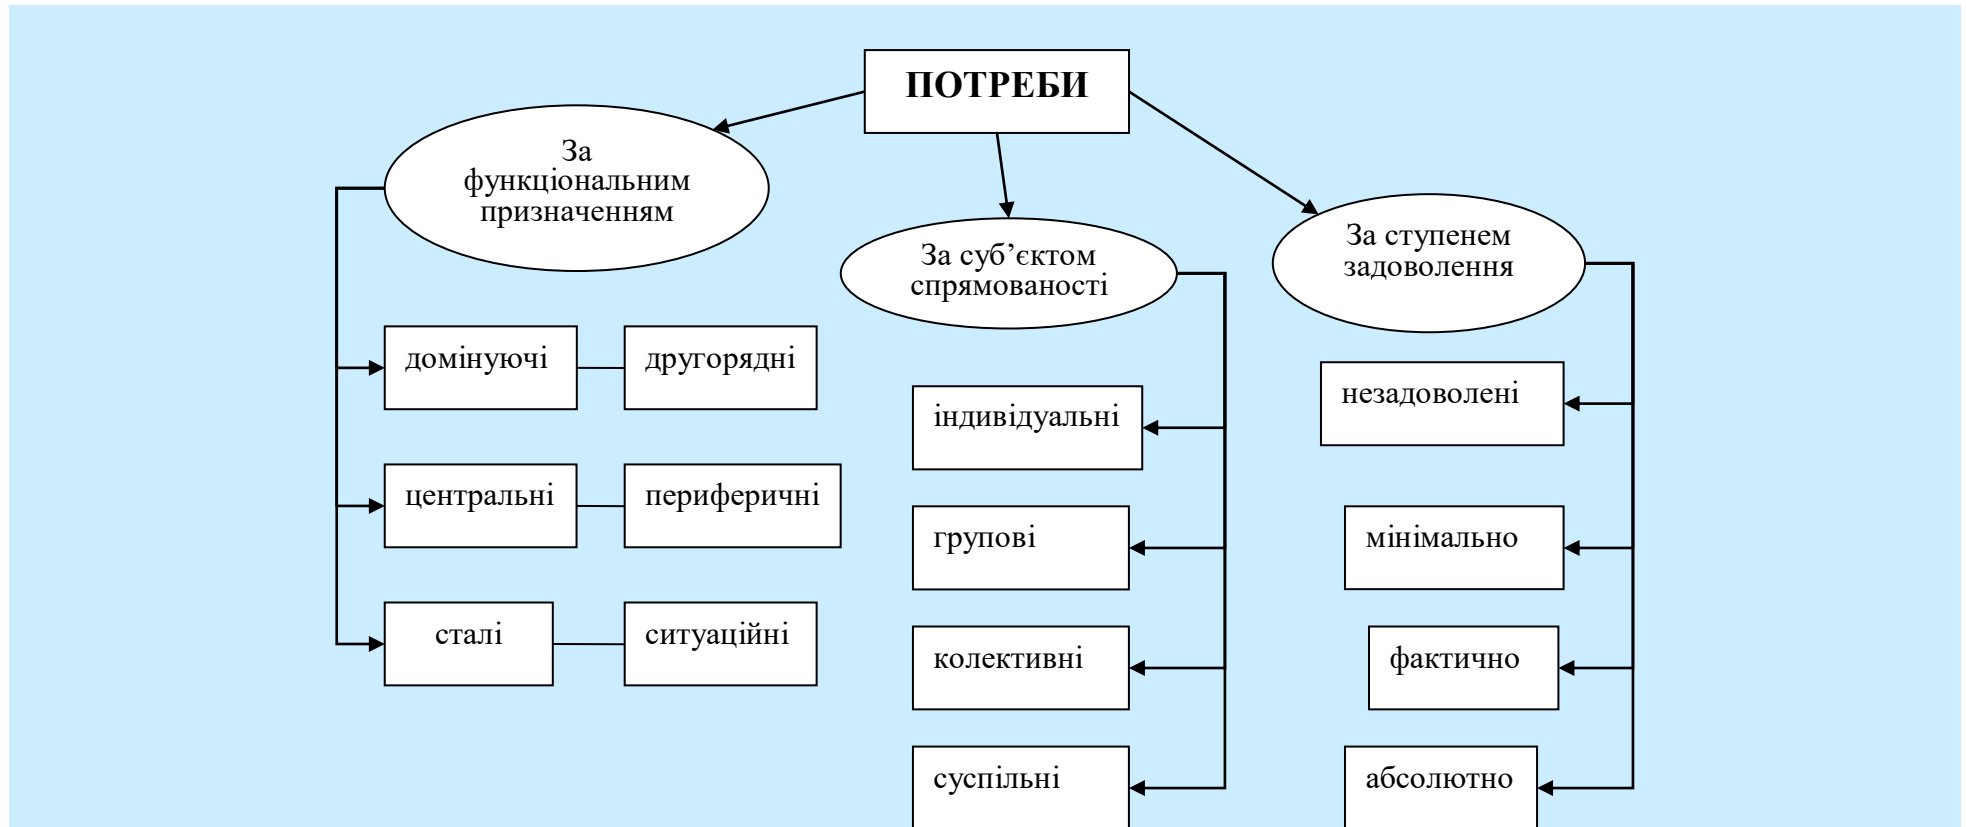 ПОТРЕБИ
За
функціональним
призначенням
За суб’єктом
спрямованості
За ступенем
задоволення
домінуючі
другорядні
центральні
периферичні
сталі
ситуаційні
індивідуальні
групові
колективні
суспільні
незадоволені
мінімально
фактично
абсолютно